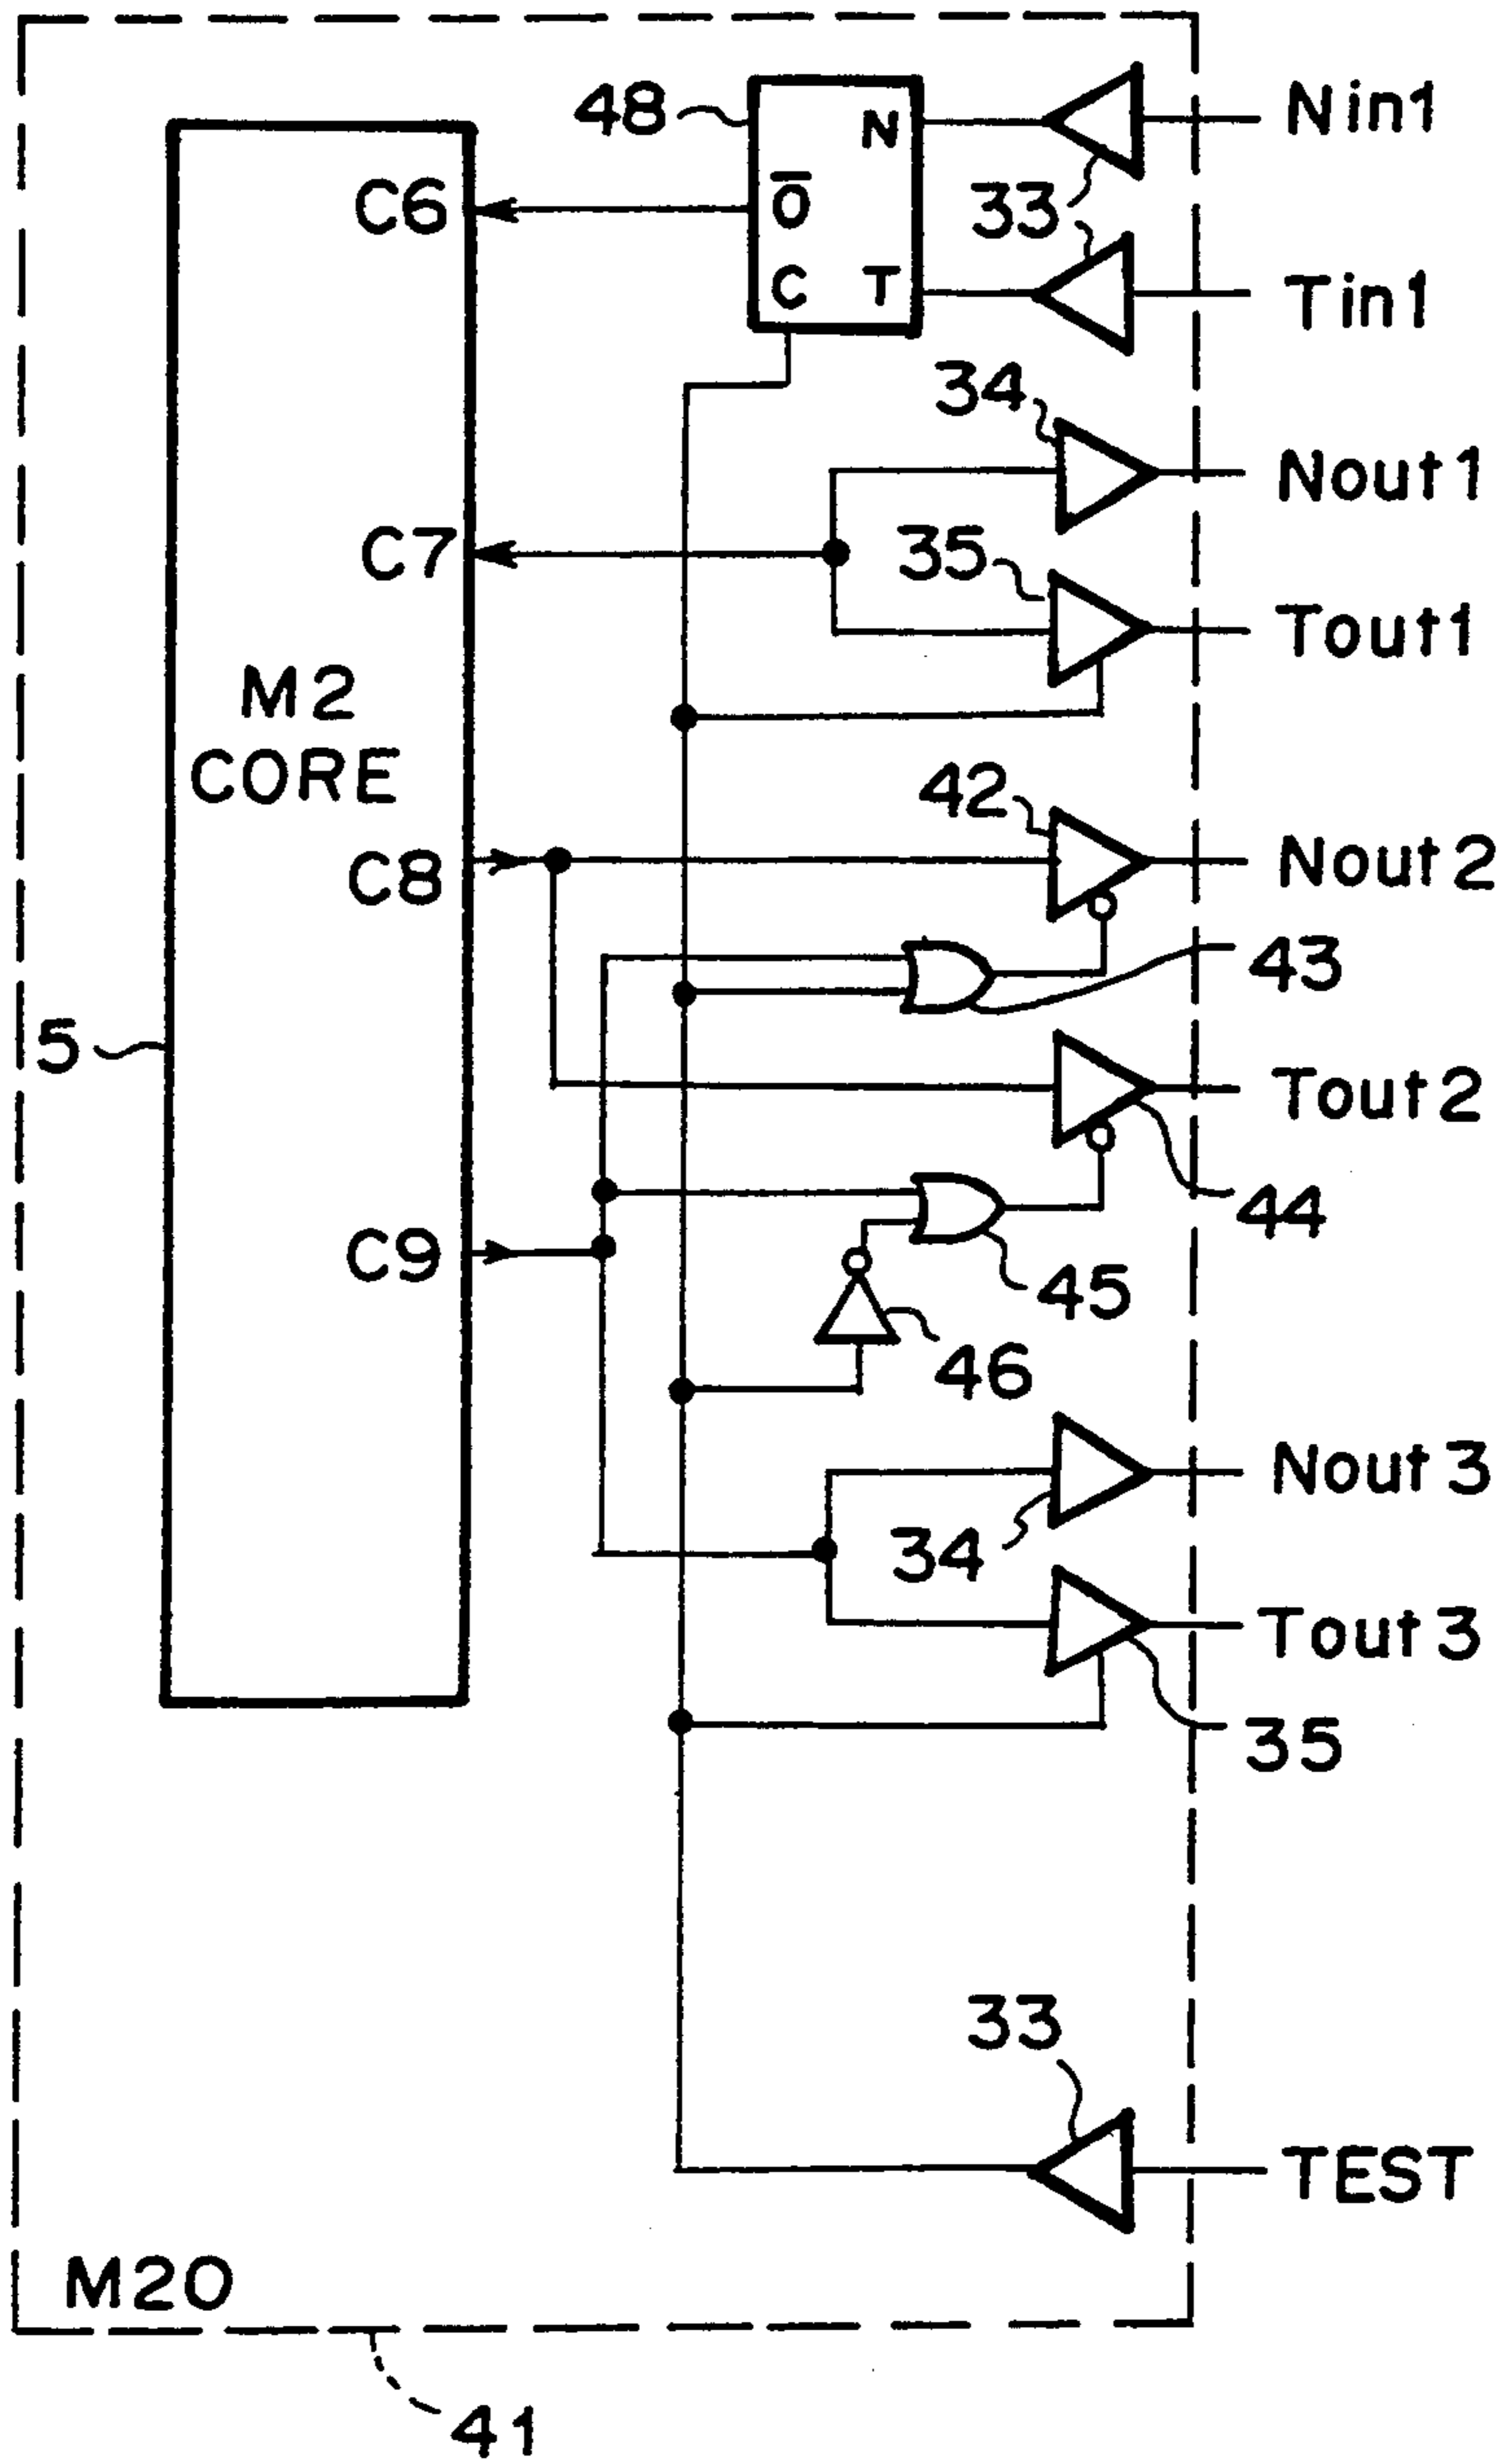 48
N
Nin1
C6
O̅
33
C T
Tin1
34
Nout1
C7
35
Tout1
M2
CORE
42
Nout2
C8
43
5
Tout2
44
C9
45
46
Nout3
34
Tout3
35
33
TEST
M20
41